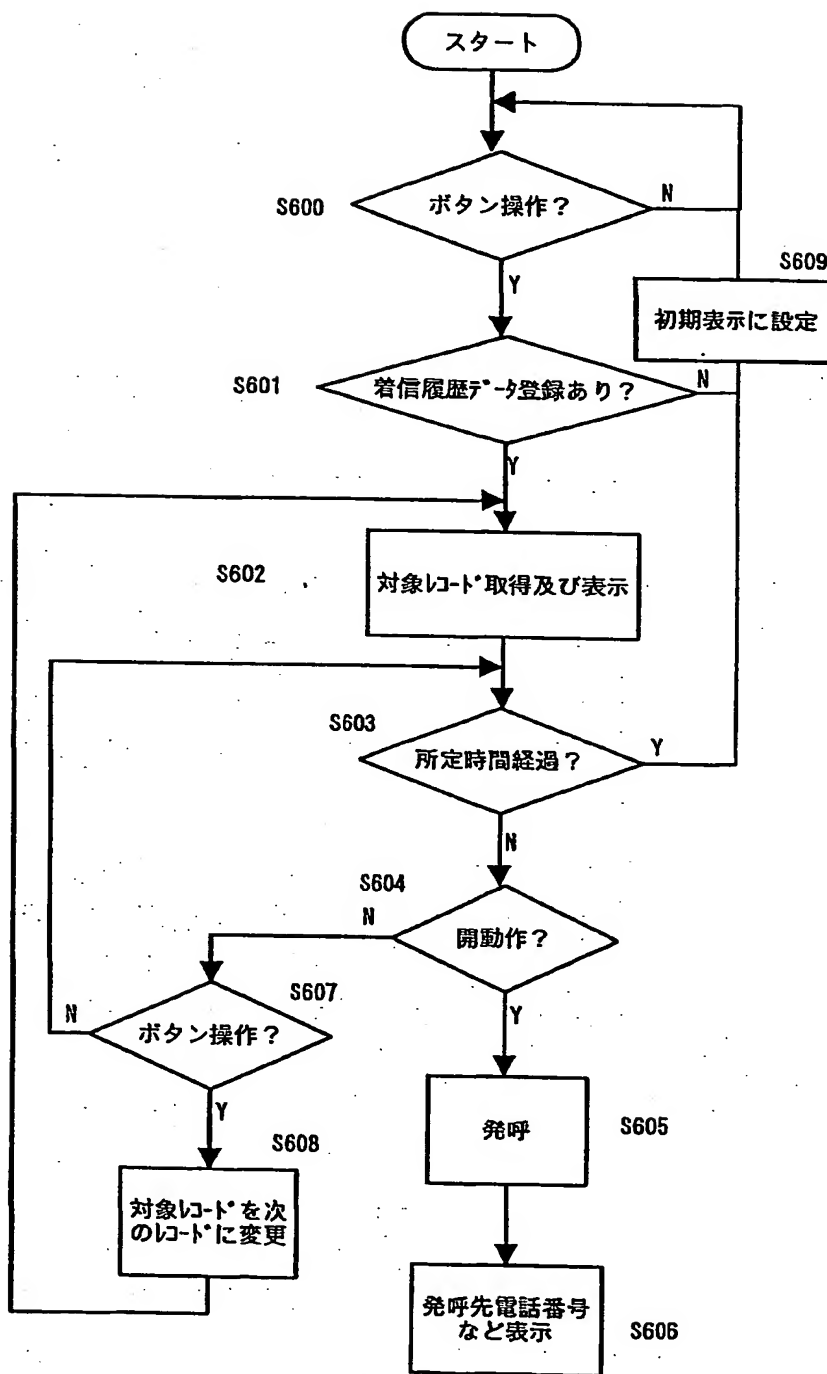 スタート
S600
ボタン操作？
N
Y
S609
初期表示に設定
S601
着信履歴ﾃﾞｰﾀ登録あり？
N
Y
S602
対象ﾚｺｰﾄﾞ取得及び表示
S603
所定時間経過？
Y
N
S604
N
開動作？
Y
S607
N
ボタン操作？
Y
発呼
S605
S608
対象ﾚｺｰﾄﾞを次
のﾚｺｰﾄﾞに変更
発呼先電話番号
など表示
S606